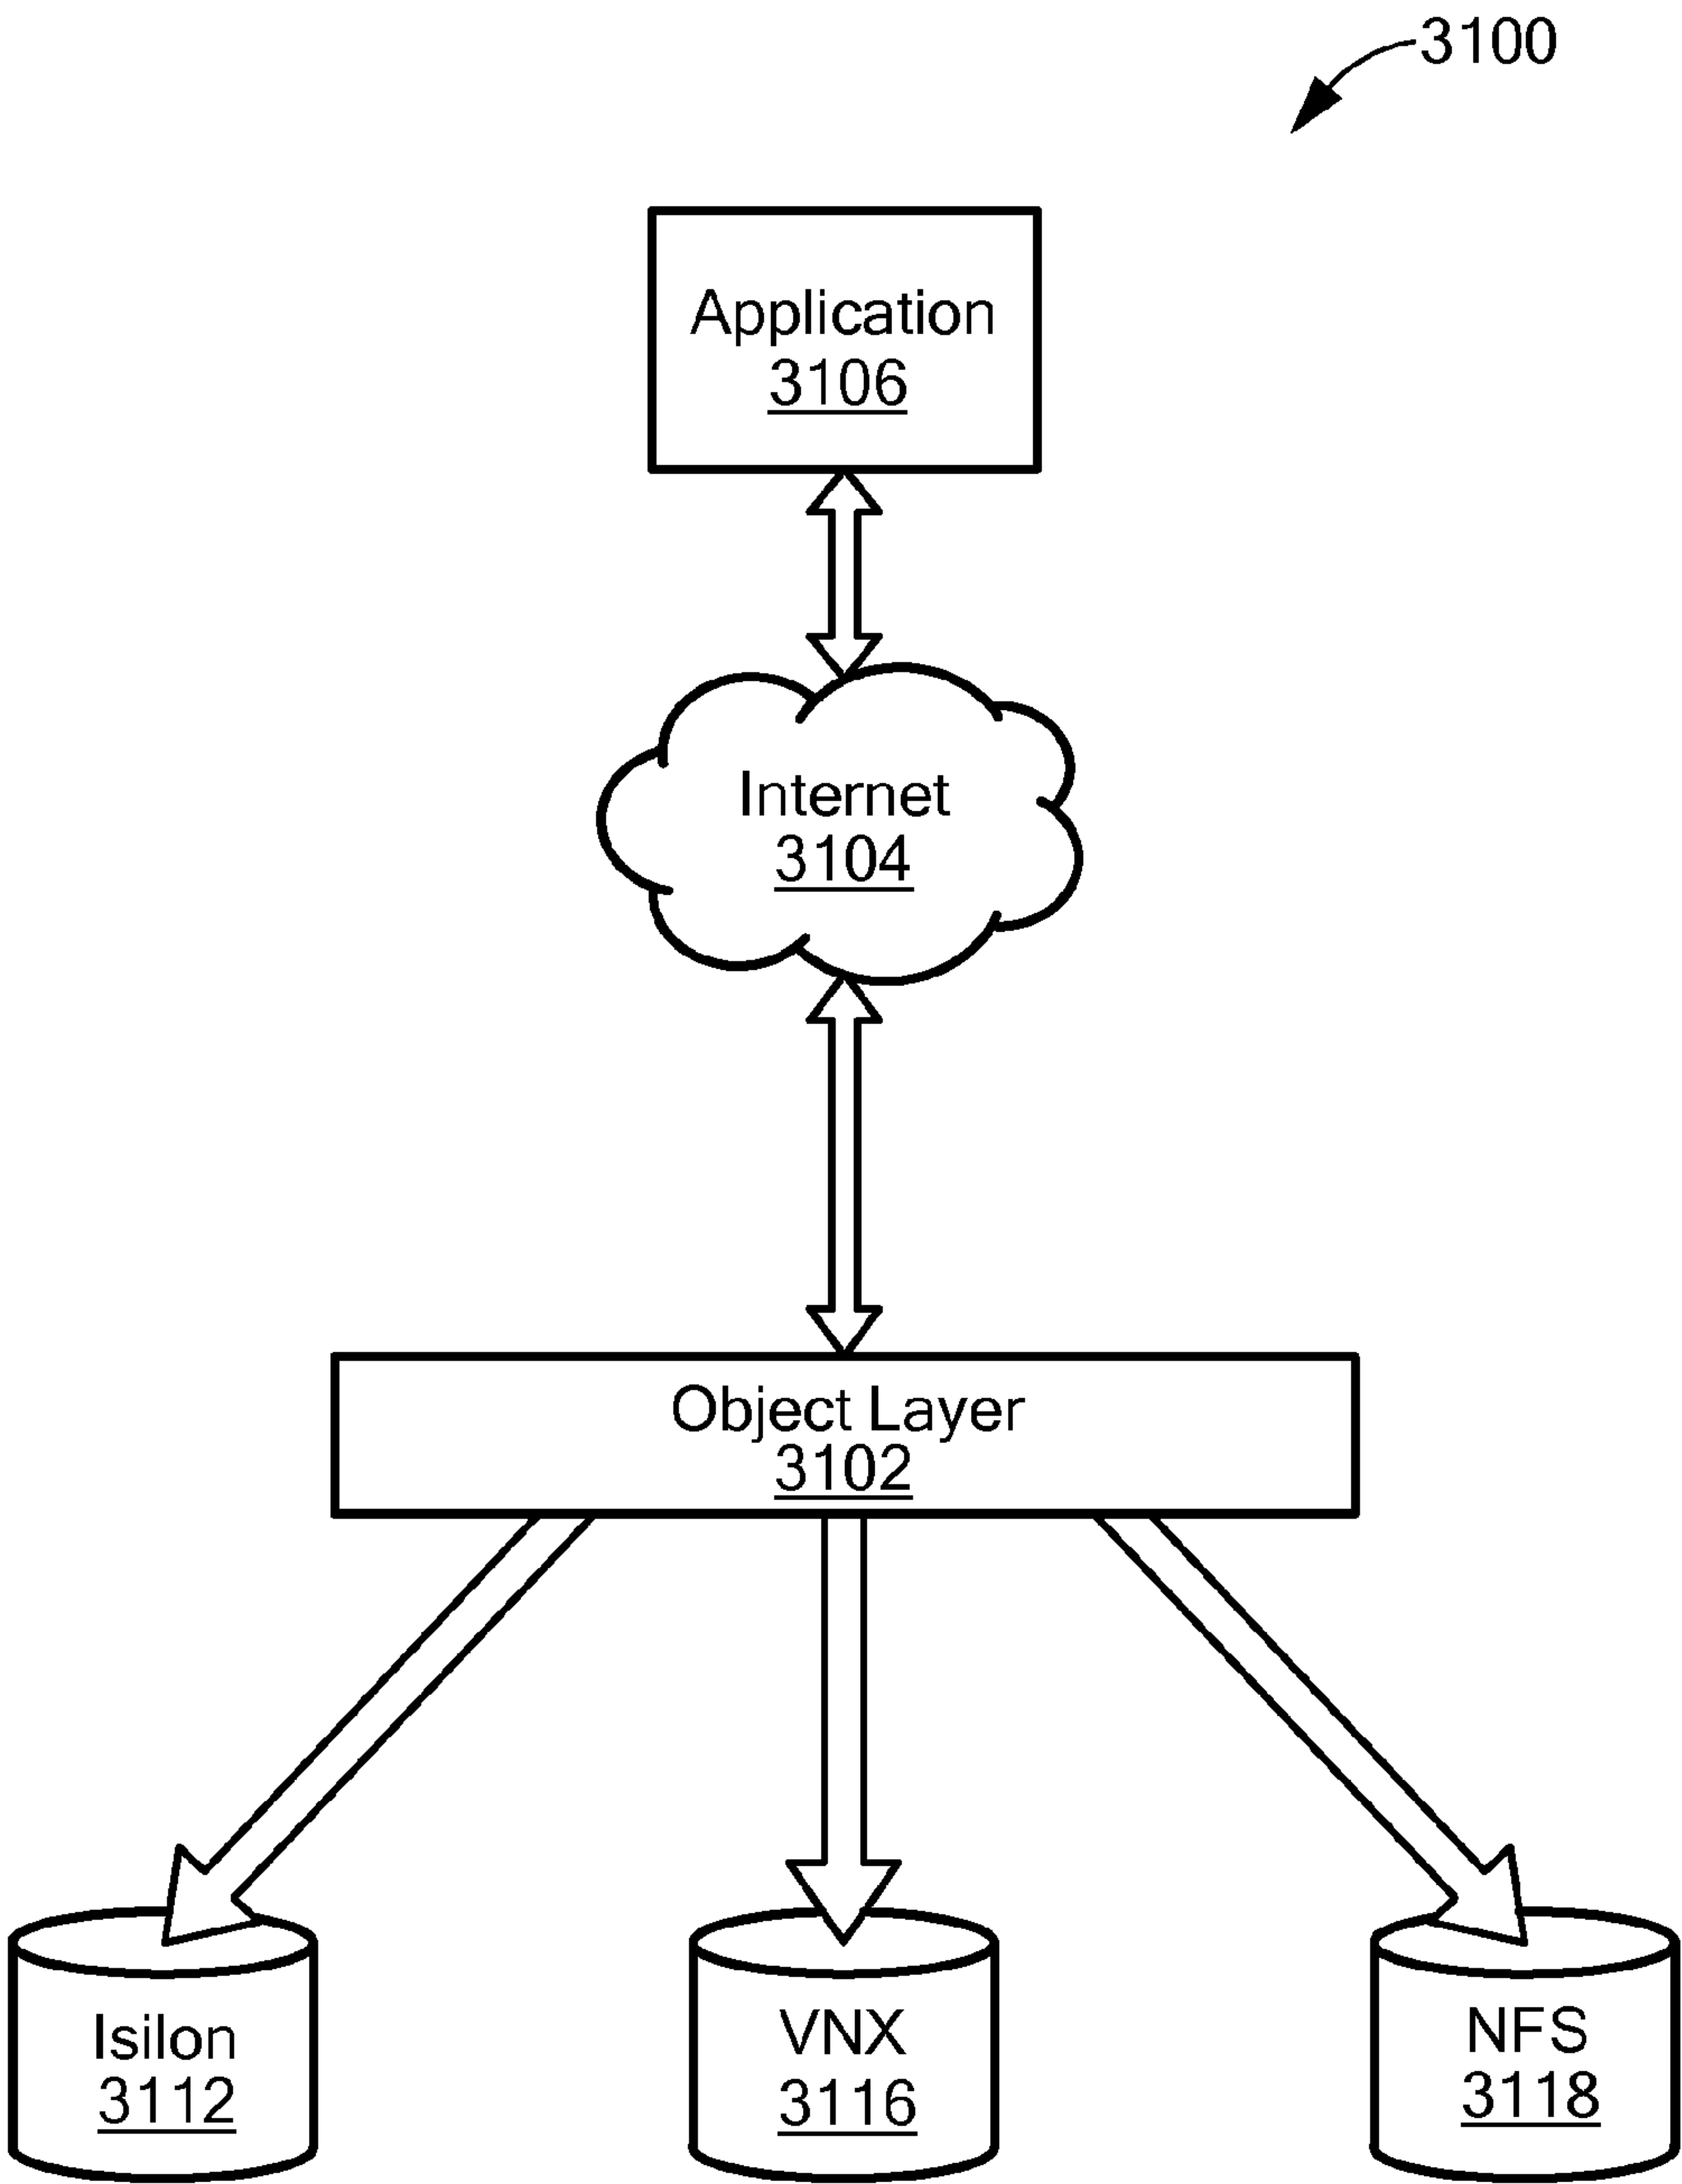 3100
Application
3106
Internet
3104
Object Layer
3102
Isilon
3112
VNX
3116
NFS
3118